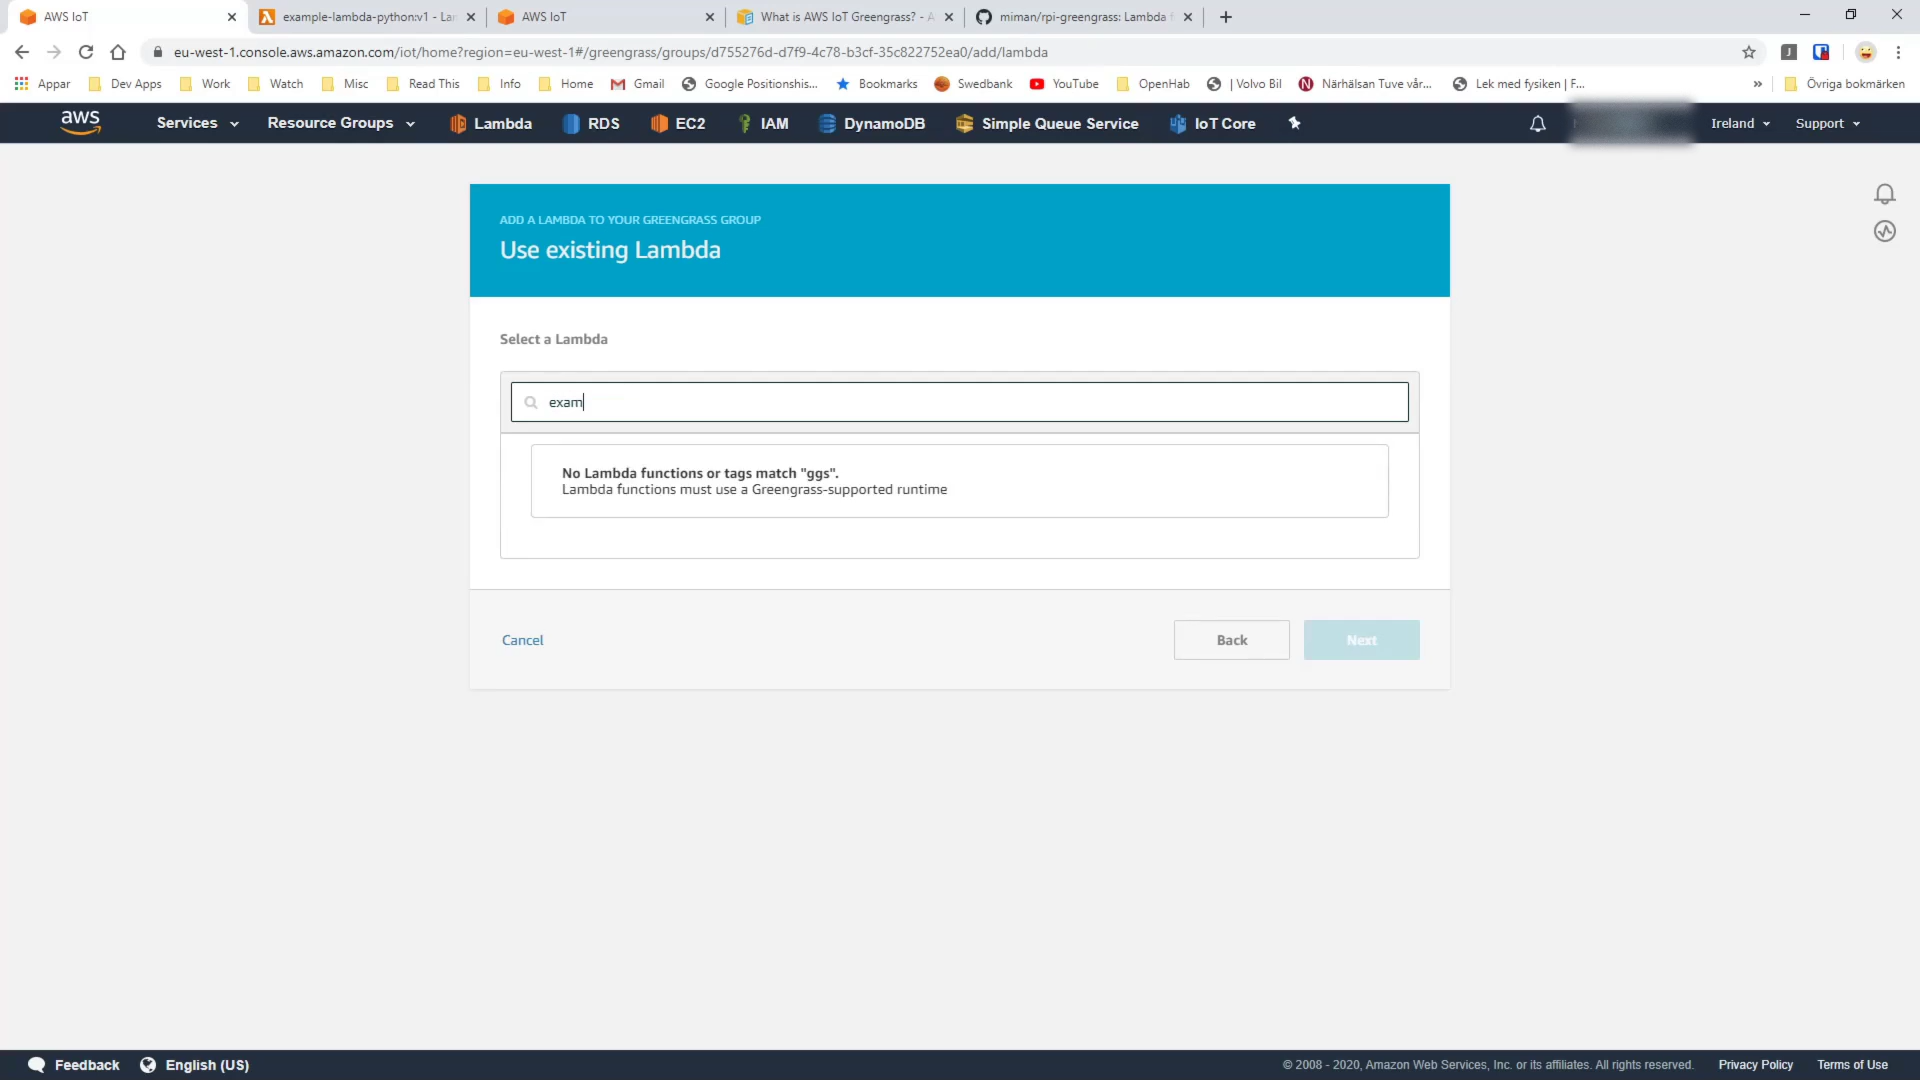 AWS IoT
example-lambda-python:v1 - Lan
AWS IoT
What is AWS IoT Greengrass? - A
miman/rpi-greengrass: Lambda f
eu-west-1.console.aws.amazon.com/iot/home?region=eu-west-1#/greengrass/groups/d755276d-d7f9-4c78-b3cf-35c822752ea0/add/lambda
Appar
Dev Apps
Work
Watch
Misc
Read This
Info
Home
Gmail
Google Positionshis...
Bookmarks
Swedbank
YouTube
OpenHab
| Volvo Bil
Närhälsan Tuve vår...
Lek med fysiken | F...
»
Övriga bokmärken
aws
Services
Resource Groups
Lambda
RDS
EC2
IAM
DynamoDB
Simple Queue Service
IoT Core
Ireland
Support
ADD A LAMBDA TO YOUR GREENGRASS GROUP
Use existing Lambda
Select a Lambda
exam
No Lambda functions or tags match "ggs".
Lambda functions must use a Greengrass-supported runtime
Cancel
Back
Next
Feedback
English (US)
© 2008 - 2020, Amazon Web Services, Inc. or its affiliates. All rights reserved.
Privacy Policy
Terms of Use